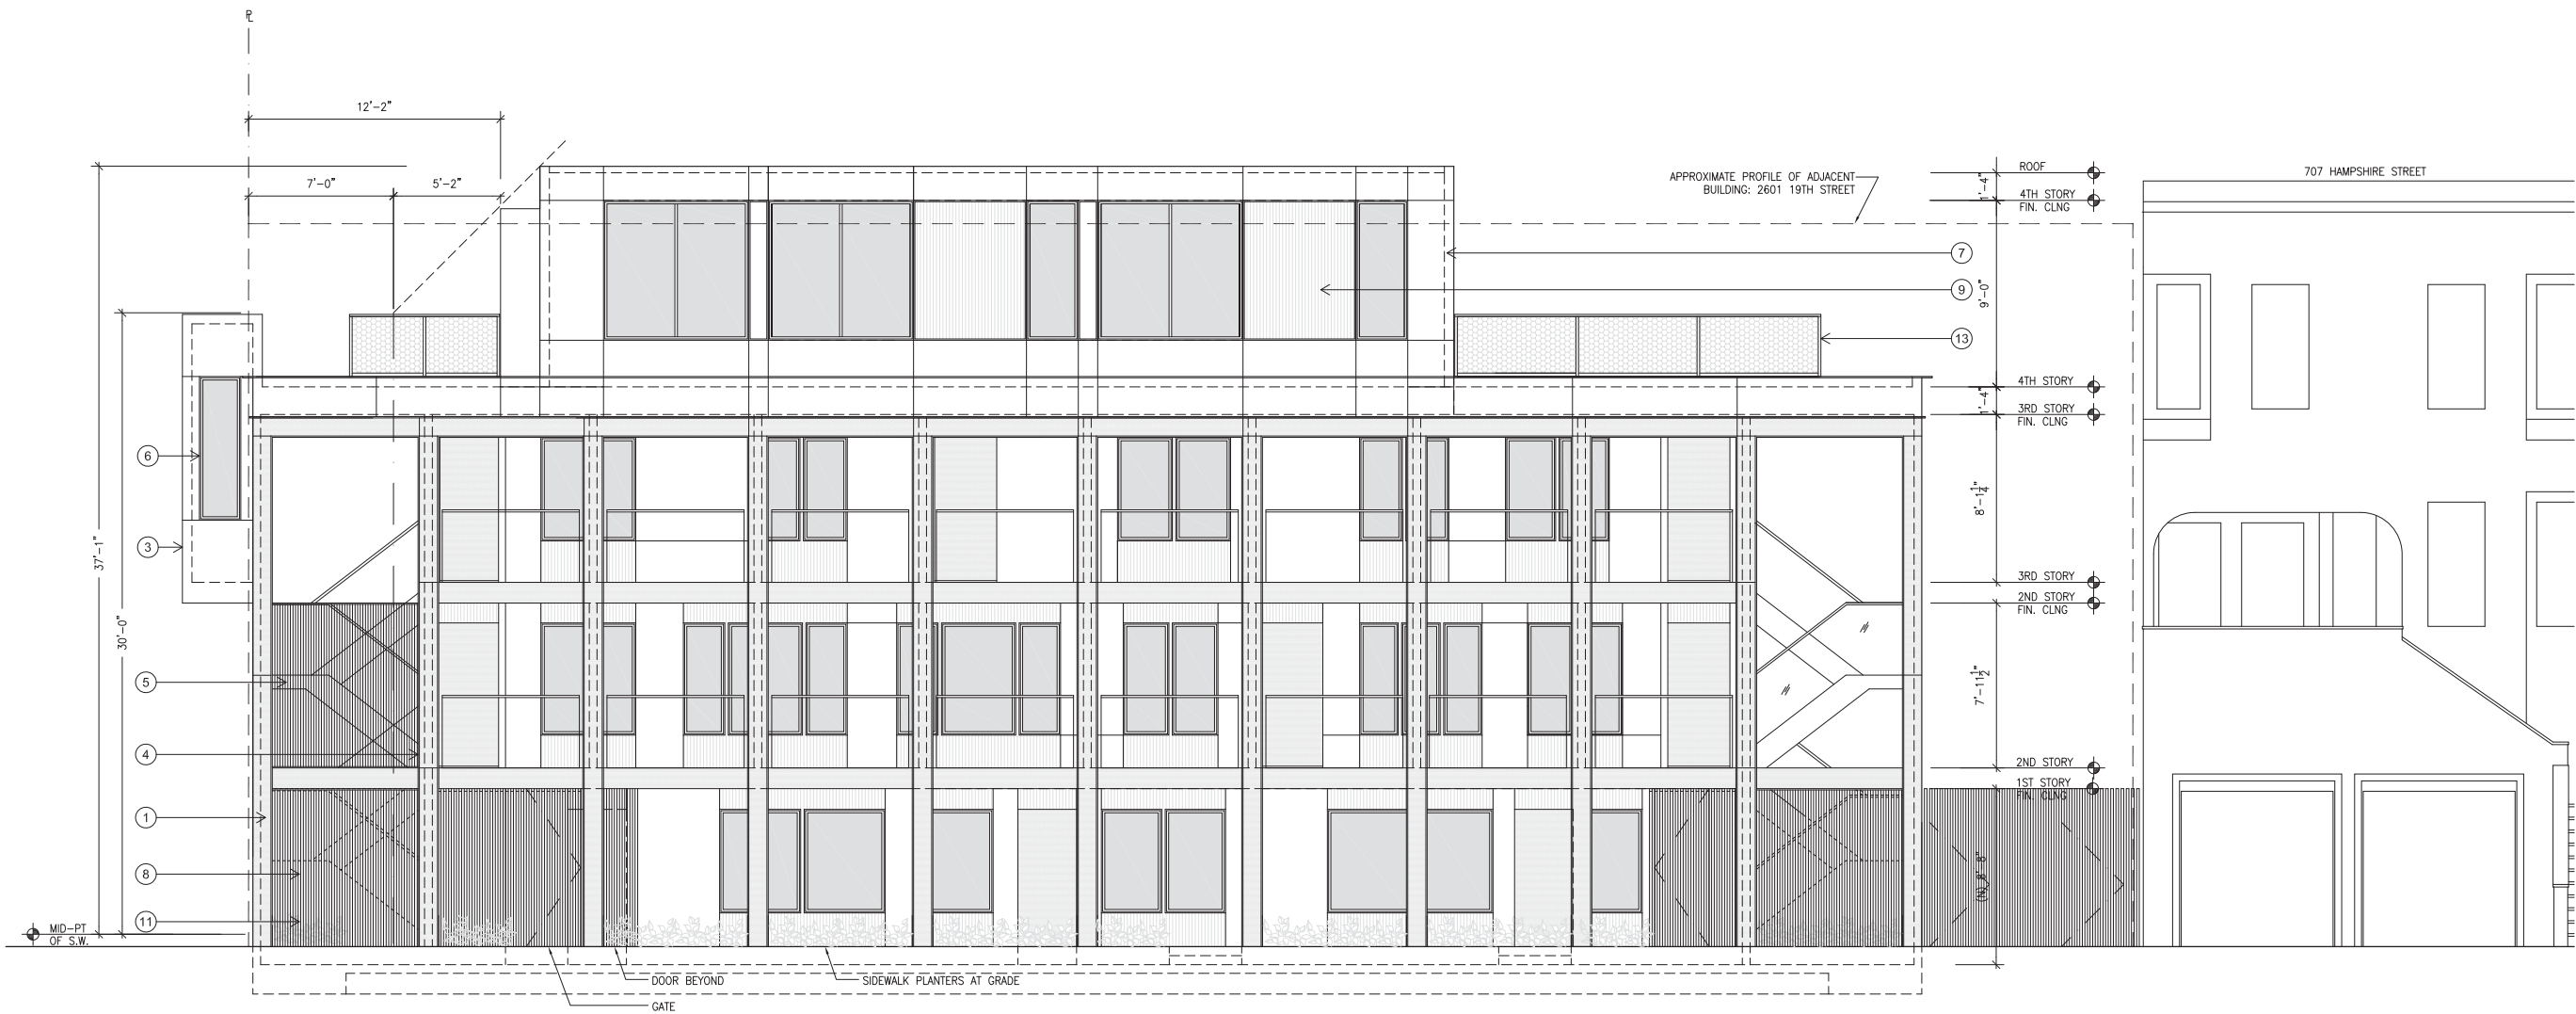 PL
12'-2"
7'-0"
5'-2"
APPROXIMATE PROFILE OF ADJACENT
BUILDING: 2601 19TH STREET
ROOF
1'-4"
4TH STORY
FIN. CLNG
707 HAMPSHIRE STREET
7
9
9'-0"
13
4TH STORY
1'-4"
3RD STORY
FIN. CLNG
6
8'-1 1/4"
3
37'-1"
30'-0"
3RD STORY
2ND STORY
FIN. CLNG
5
7'-11 1/2"
4
2ND STORY
1ST STORY
FIN. CLNG
1
8
(N) 8'-8"
11
MID-PT
OF S.W.
DOOR BEYOND
SIDEWALK PLANTERS AT GRADE
GATE